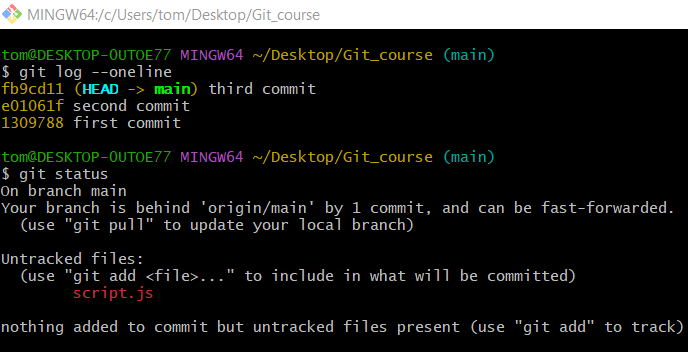 MINGW64:/c/Users/tom/Desktop/Git_course
tom@DESKTOP-OUTOE77 MINGW64 ~/Desktop/Git_course (main)
$ git log --oneline
fb9cd11 (HEAD -> main) third commit
e01061f second commit
1309788 first commit
tom@DESKTOP-OUTOE77 MINGW64 ~/Desktop/Git_course (main)
$ git status
On branch main
Your branch is behind 'origin/main' by 1 commit, and can be fast-forwarded.
  (use "git pull" to update your local branch)
Untracked files:
  (use "git add <file>..." to include in what will be committed)
        script.js
nothing added to commit but untracked files present (use "git add" to track)